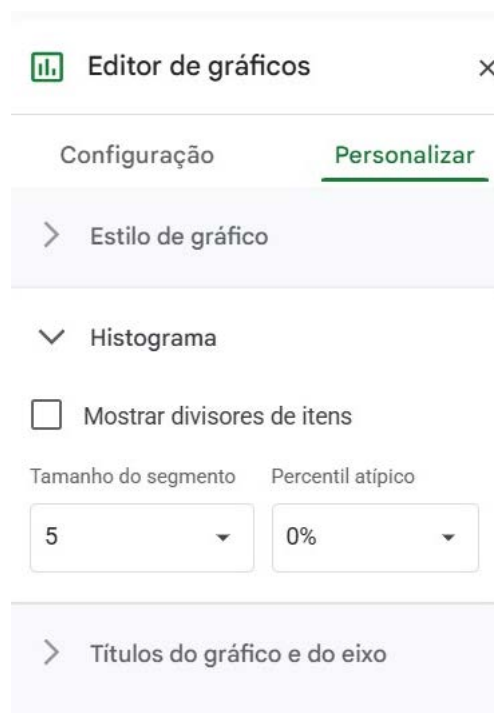 Editor de gráficos
Configuração Personalizar
Estilo de gráfico
Histograma
Mostrar divisores de itens
Tamanho do segmento Percentil atípico
5 0%
Títulos do gráfico e do eixo